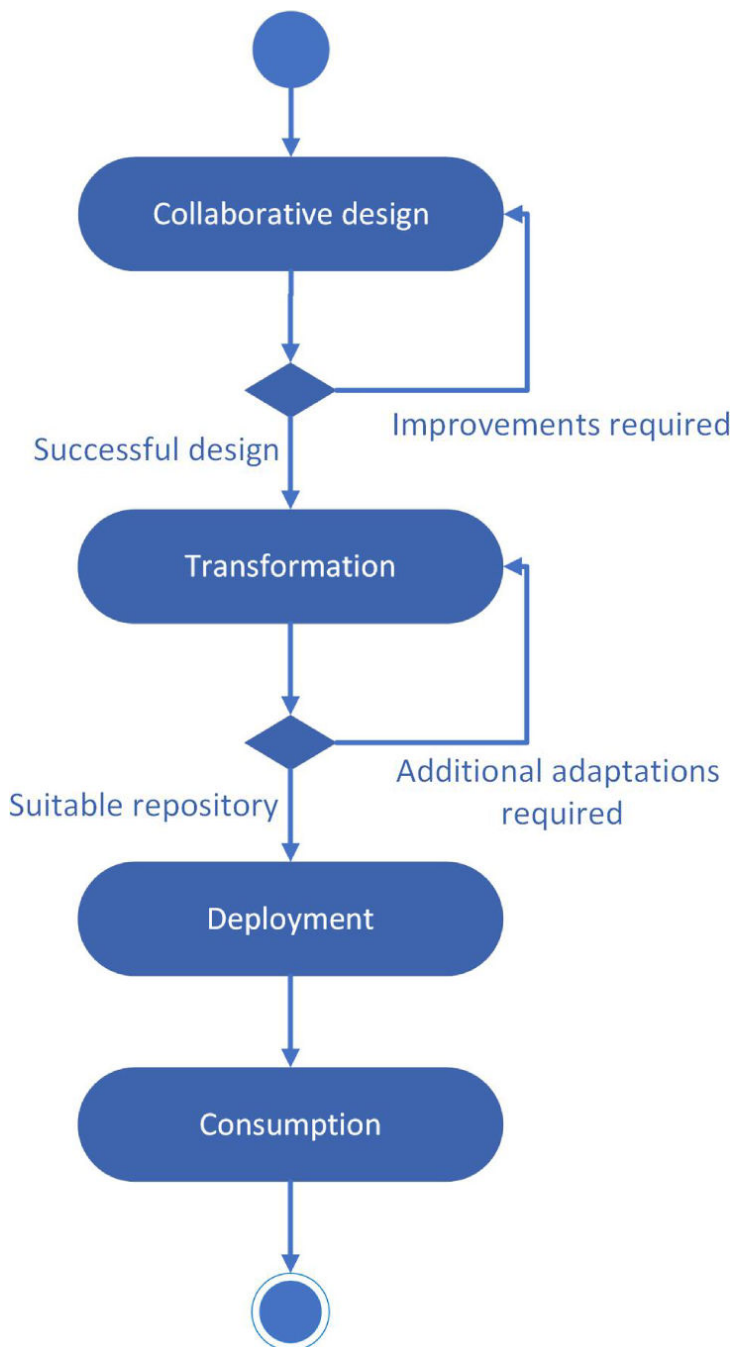 Collaborative design
Improvements required
Successful design
Transformation
Additional adaptations
required
Suitable repository
Deployment
Consumption